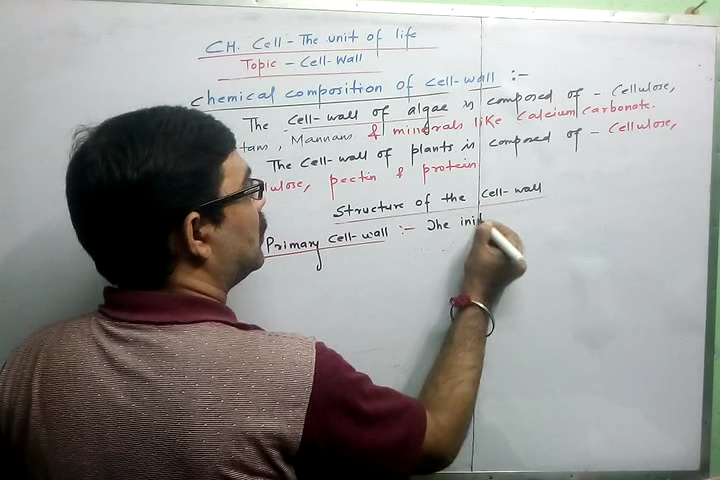 CH. Cell - The unit of life
Topic - Cell-Wall
Chemical composition of cell-wall :-
The cell-wall of algae is composed of - Cellulose,
tans, Mannans & minerals like Calcium Carbonate.
The Cell-wall of plants is composed of - Cellulose,
lulose, pectin & protein
Structure of the Cell-wall
Primary Cell-wall :- The init